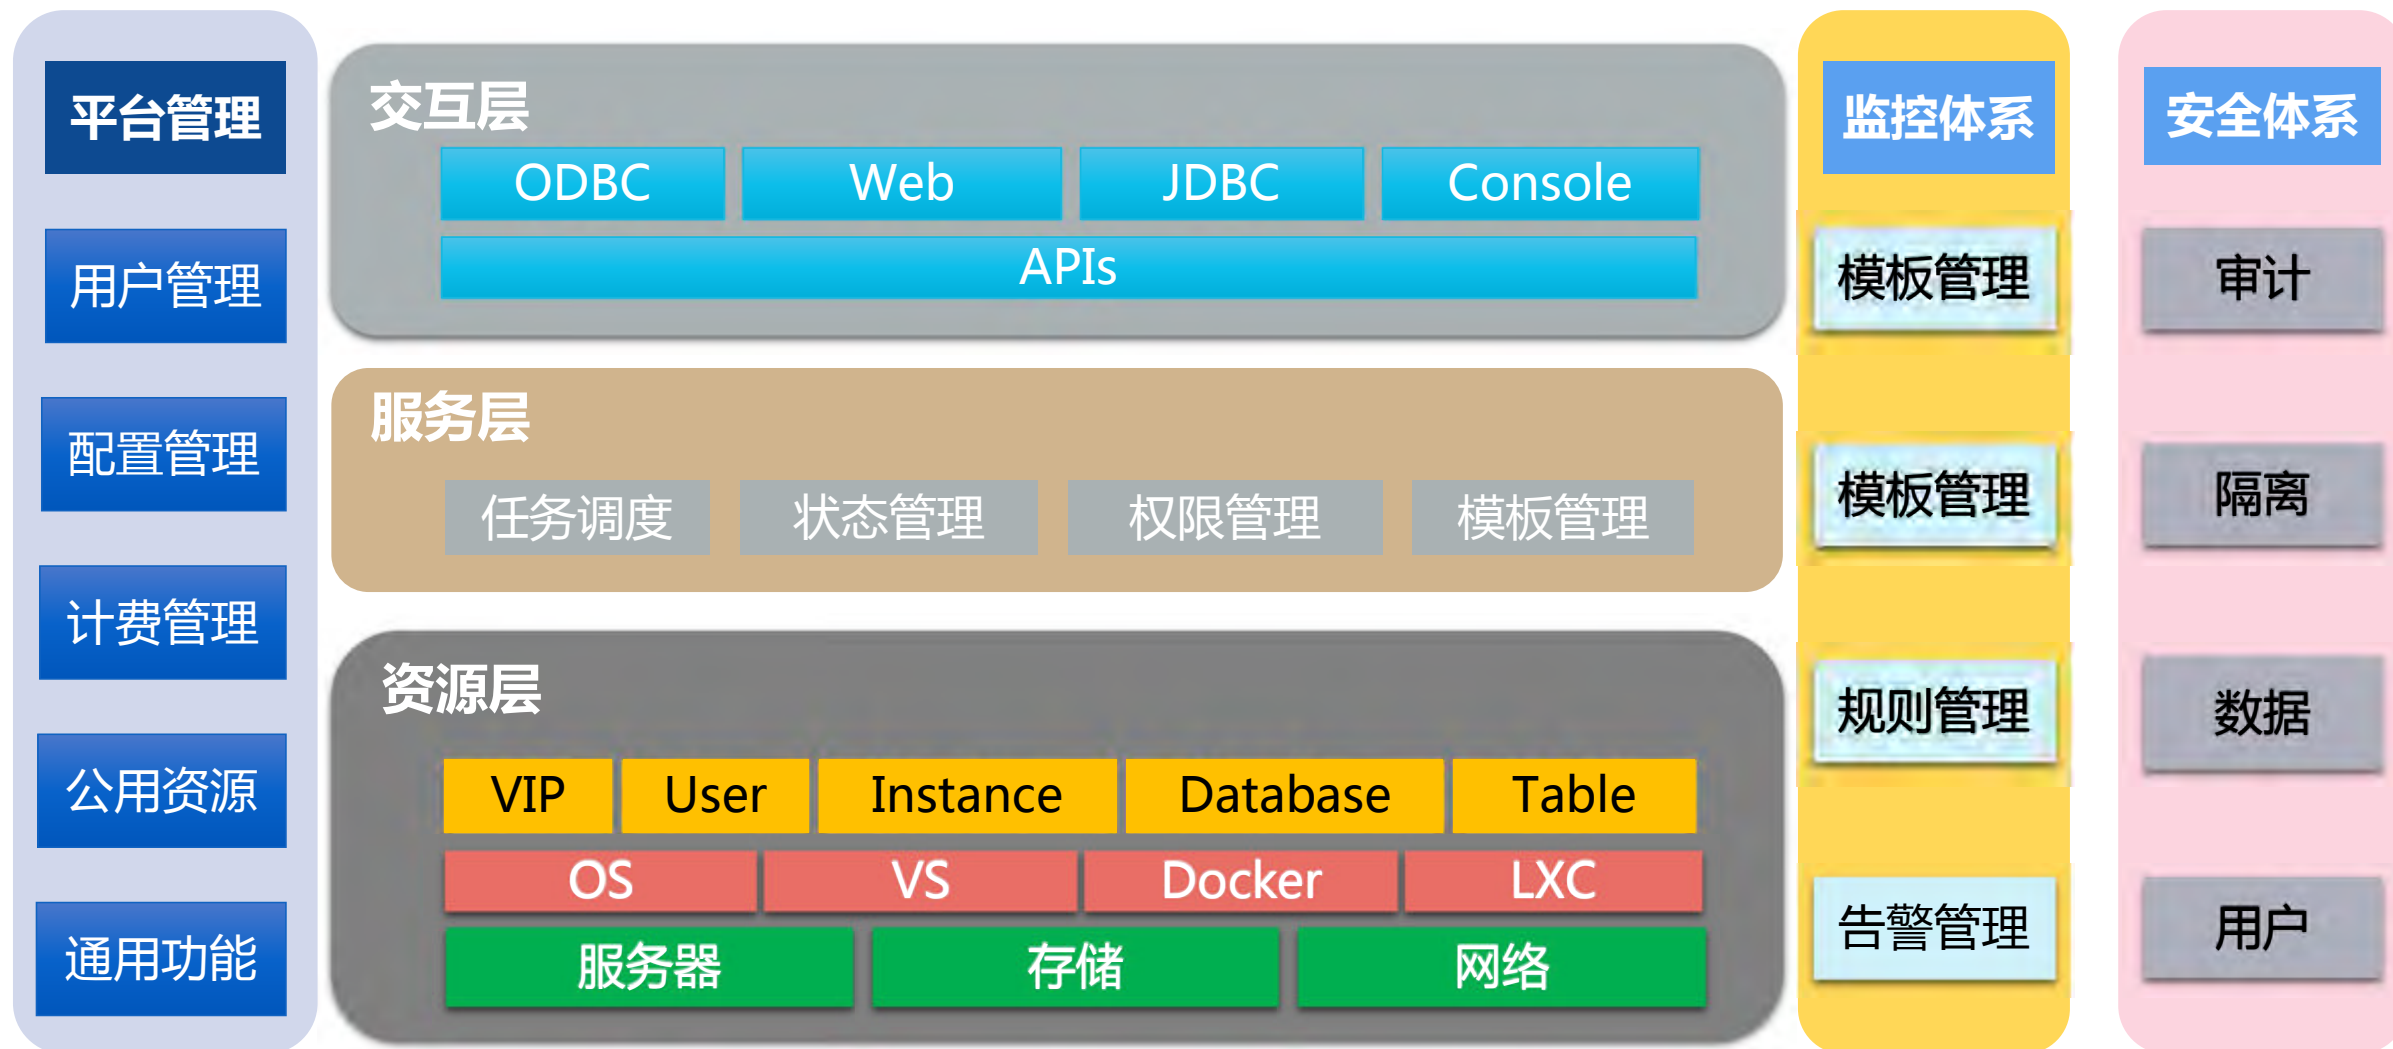 平台管理
用户管理
配置管理
计费管理
公用资源
通用功能
交互层
ODBC Web JDBC Console
APIs
服务层
任务调度 状态管理 权限管理 模板管理
资源层
VIP User Instance Database Table
OS VS Docker LXC
服务器 存储 网络
监控体系
模板管理
模板管理
规则管理
告警管理
安全体系
审计
隔离
数据
用户